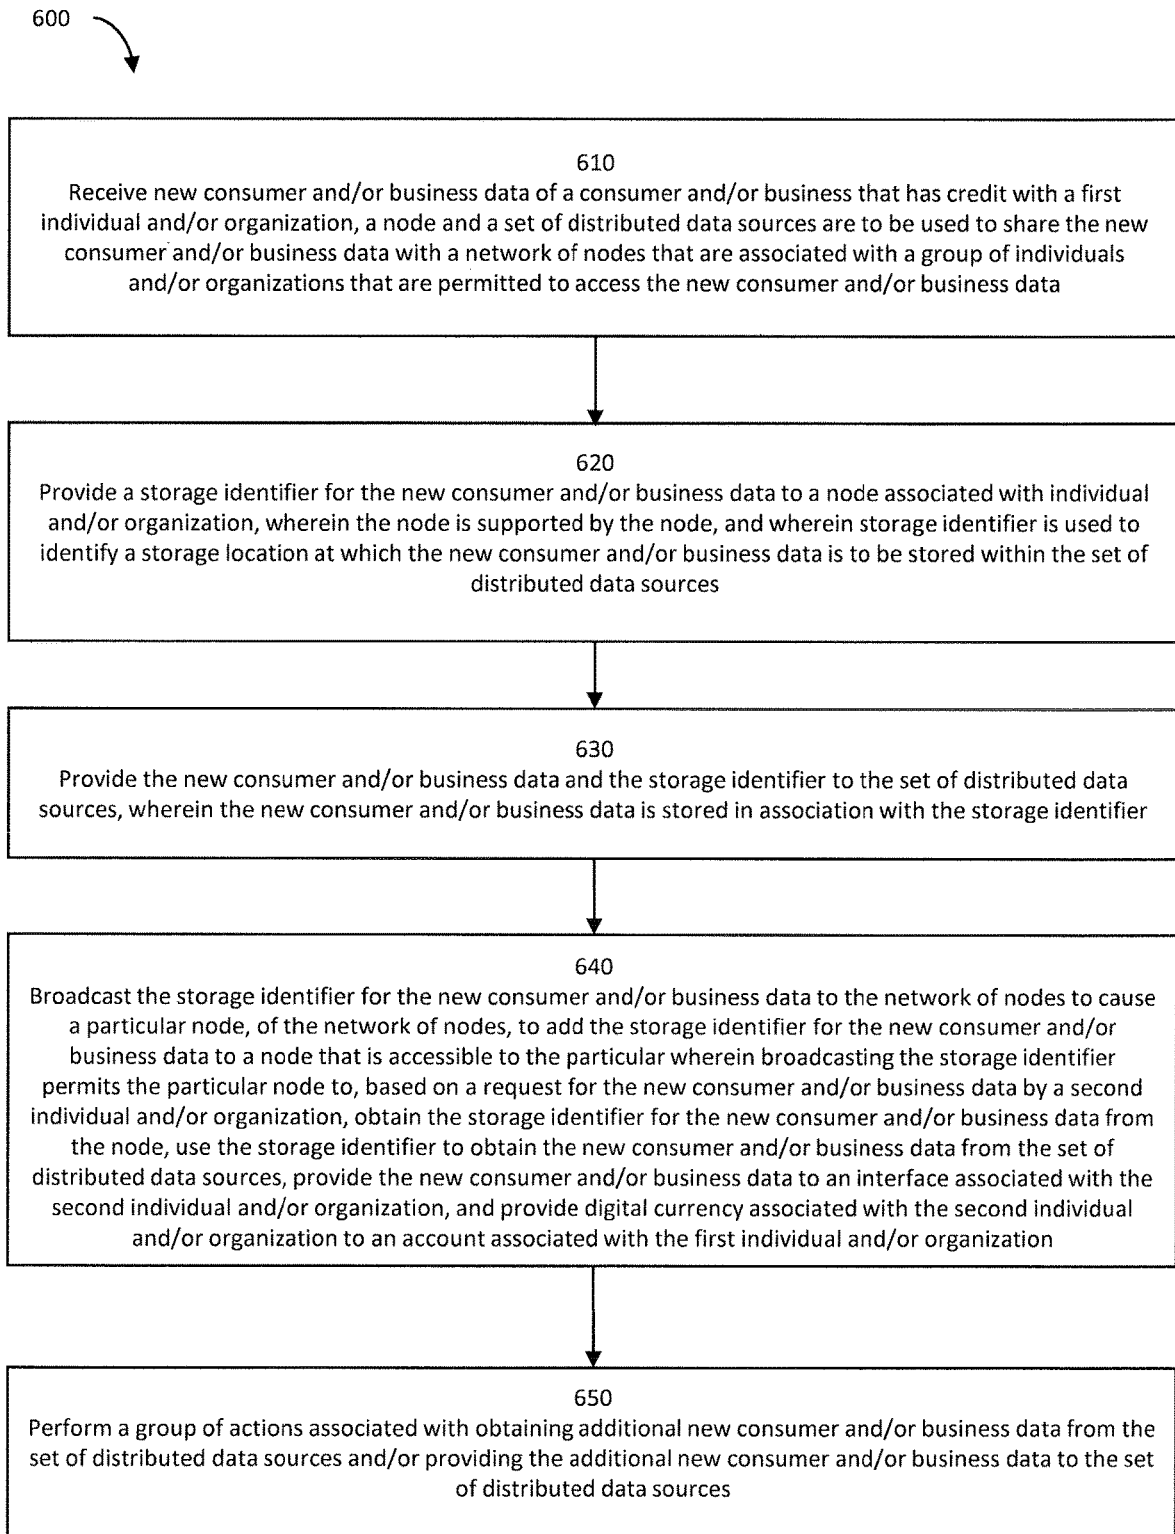 600
610
Receive new consumer and/or business data of a consumer and/or business that has credit with a first
individual and/or organization, a node and a set of distributed data sources are to be used to share the new
consumer and/or business data with a network of nodes that are associated with a group of individuals
and/or organizations that are permitted to access the new consumer and/or business data
620
Provide a storage identifier for the new consumer and/or business data to a node associated with individual
and/or organization, wherein the node is supported by the node, and wherein storage identifier is used to
identify a storage location at which the new consumer and/or business data is to be stored within the set of
distributed data sources
630
Provide the new consumer and/or business data and the storage identifier to the set of distributed data
sources, wherein the new consumer and/or business data is stored in association with the storage identifier
640
Broadcast the storage identifier for the new consumer and/or business data to the network of nodes to cause
a particular node, of the network of nodes, to add the storage identifier for the new consumer and/or
business data to a node that is accessible to the particular wherein broadcasting the storage identifier
permits the particular node to, based on a request for the new consumer and/or business data by a second
individual and/or organization, obtain the storage identifier for the new consumer and/or business data from
the node, use the storage identifier to obtain the new consumer and/or business data from the set of
distributed data sources, provide the new consumer and/or business data to an interface associated with the
second individual and/or organization, and provide digital currency associated with the second individual
and/or organization to an account associated with the first individual and/or organization
650
Perform a group of actions associated with obtaining additional new consumer and/or business data from the
set of distributed data sources and/or providing the additional new consumer and/or business data to the set
of distributed data sources